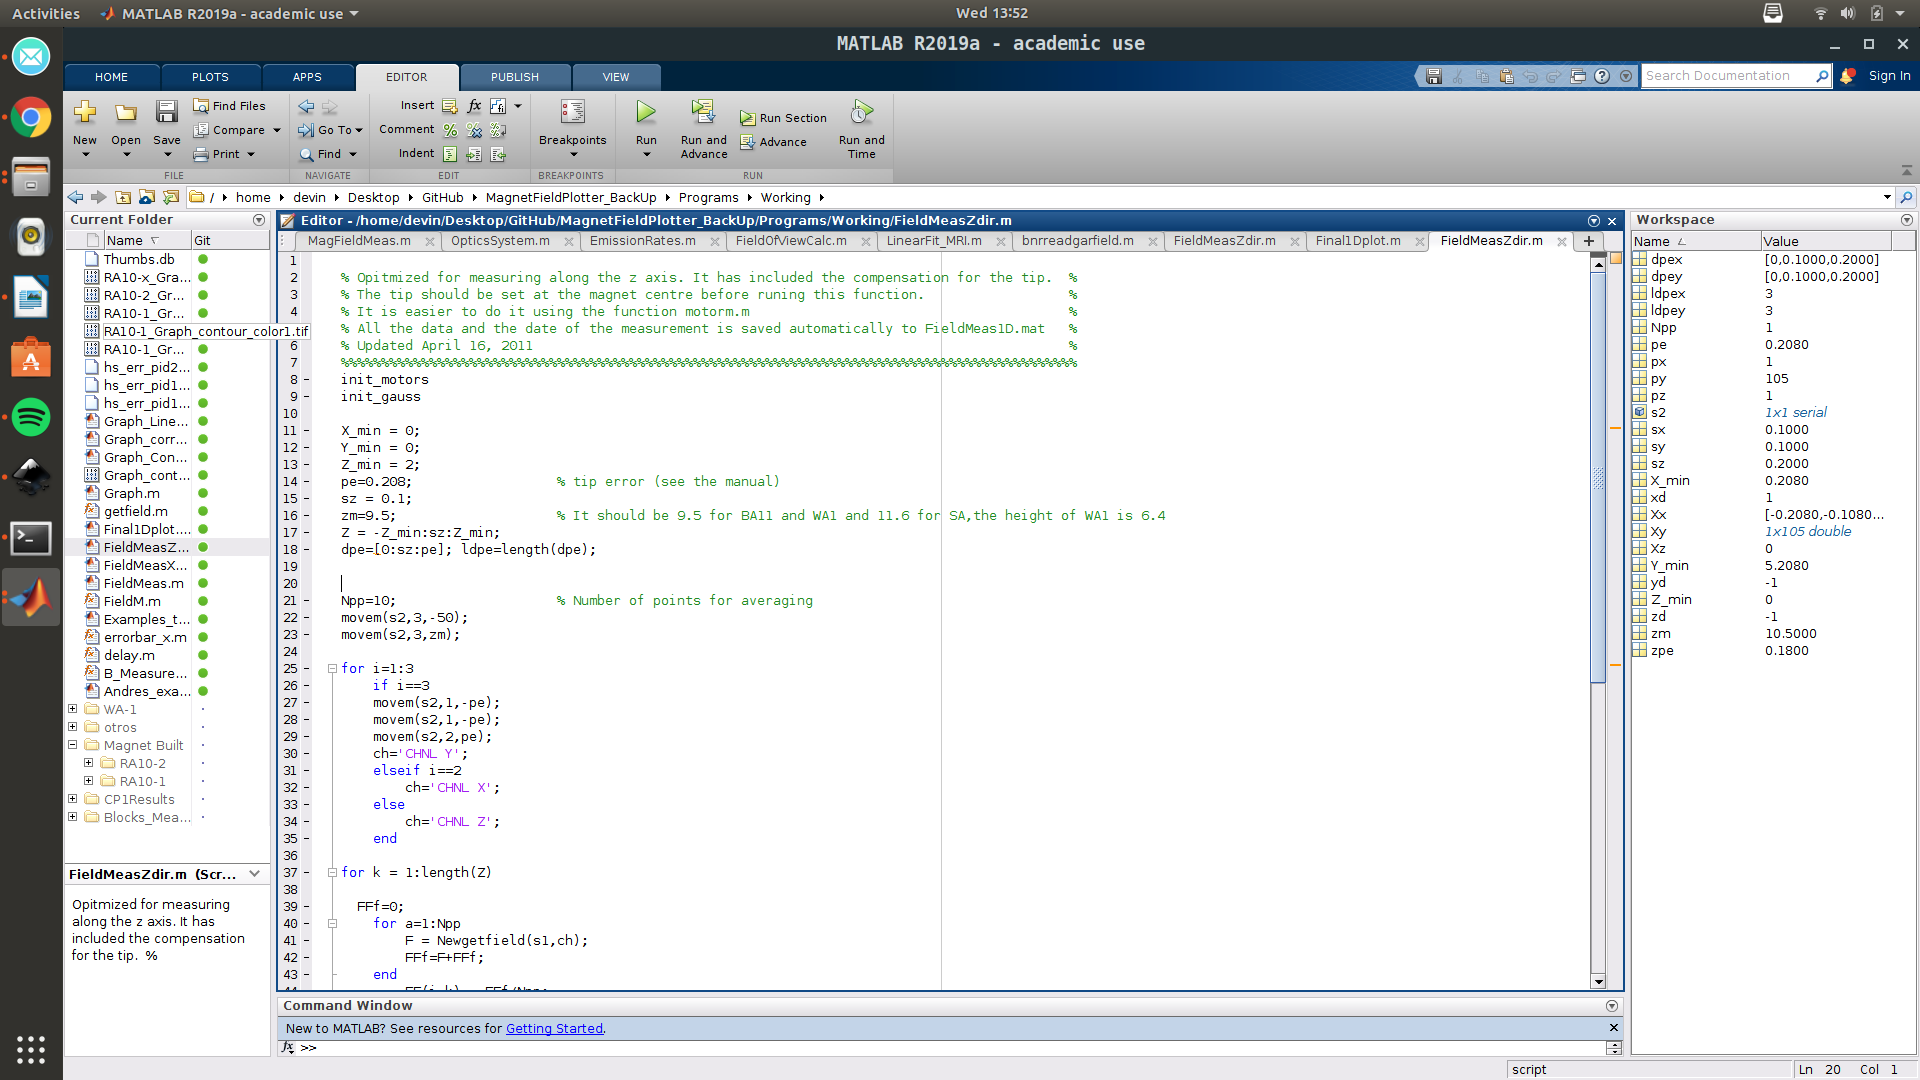 Activities
MATLAB R2019a - academic use
Wed 13:52
MATLAB R2019a - academic use
HOME
PLOTS
APPS
EDITOR
PUBLISH
VIEW
Search Documentation
Sign In
New
Open
Save
Find Files
Compare
Print
Go To
Find
Insert
Comment
Indent
fx
Breakpoints
Run
Run and Advance
Run Section
Advance
Run and Time
FILE
NAVIGATE
EDIT
BREAKPOINTS
RUN
/ home devin Desktop GitHub MagnetFieldPlotter_BackUp Programs Working
Current Folder
Name Git
Thumbs.db
RA10-x_Gra...
RA10-2_Gr...
RA10-1_Gr...
RA10-1_Graph_contour_color1.tif
RA10-1_Gr...
hs_err_pid2...
hs_err_pid1...
hs_err_pid1...
Graph_Line...
Graph_corr...
Graph_Con...
Graph_cont...
Graph.m
getfield.m
Final1Dplot....
FieldMeasZ...
FieldMeasX...
FieldMeas.m
FieldM.m
Examples_t...
errorbar_x.m
delay.m
B_Measure...
Andres_exa...
WA-1
otros
Magnet Built
RA10-2
RA10-1
CP1Results
Blocks_Mea...
FieldMeasZdir.m (Scr...
Opitmized for measuring
along the z axis. It has
included the compensation
for the tip. %
Editor - /home/devin/Desktop/GitHub/MagnetFieldPlotter_BackUp/Programs/Working/FieldMeasZdir.m
MagFieldMeas.m
OpticsSystem.m
EmissionRates.m
FieldOfViewCalc.m
LinearFit_MRI.m
bnrreadgarfield.m
FieldMeasZdir.m
Final1Dplot.m
FieldMeasZdir.m
1
2 % Opitmized for measuring along the z axis. It has included the compensation for the tip. %
3 % The tip should be set at the magnet centre before runing this function. %
4 % It is easier to do it using the function motorm.m %
5 % All the data and the date of the measurement is saved automatically to FieldMeas1D.mat %
6 % Updated April 16, 2011 %
7 %%%%%%%%%%%%%%%%%%%%%%%%%%%%%%%%%%%%%%%%%%%%%%%%%%%%%%%%%%%%%%%%%%%%%%%%%%%%%%%%%%%%%%%%%%%%%%
8 - init_motors
9 - init_gauss
10
11 - X_min = 0;
12 - Y_min = 0;
13 - Z_min = 2;
14 - pe=0.208; % tip error (see the manual)
15 - sz = 0.1;
16 - zm=9.5; % It should be 9.5 for BA11 and WA1 and 11.6 for SA,the height of WA1 is 6.4
17 - Z = -Z_min:sz:Z_min;
18 - dpe=[0:sz:pe]; ldpe=length(dpe);
19
20
21 - Npp=10; % Number of points for averaging
22 - movem(s2,3,-50);
23 - movem(s2,3,zm);
24
25 - for i=1:3
26 - if i==3
27 - movem(s2,1,-pe);
28 - movem(s2,1,-pe);
29 - movem(s2,2,pe);
30 - ch='CHNL Y';
31 - elseif i==2
32 - ch='CHNL X';
33 - else
34 - ch='CHNL Z';
35 - end
36
37 - for k = 1:length(Z)
38
39 - FFf=0;
40 - for a=1:Npp
41 - F = Newgetfield(s1,ch);
42 - FFf=F+FFf;
43 - end
Command Window
New to MATLAB? See resources for Getting Started.
fx >>
Workspace
Name Value
dpex [0,0.1000,0.2000]
dpey [0,0.1000,0.2000]
ldpex 3
ldpey 3
Npp 1
pe 0.2080
px 1
py 105
pz 1
s2 1x1 serial
sx 0.1000
sy 0.1000
sz 0.2000
X_min 0.2080
xd 1
Xx [-0.2080,-0.1080...
Xy 1x105 double
Xz 0
Y_min 5.2080
yd -1
Z_min 0
zd -1
zm 10.5000
zpe 0.1800
script
Ln 20 Col 1